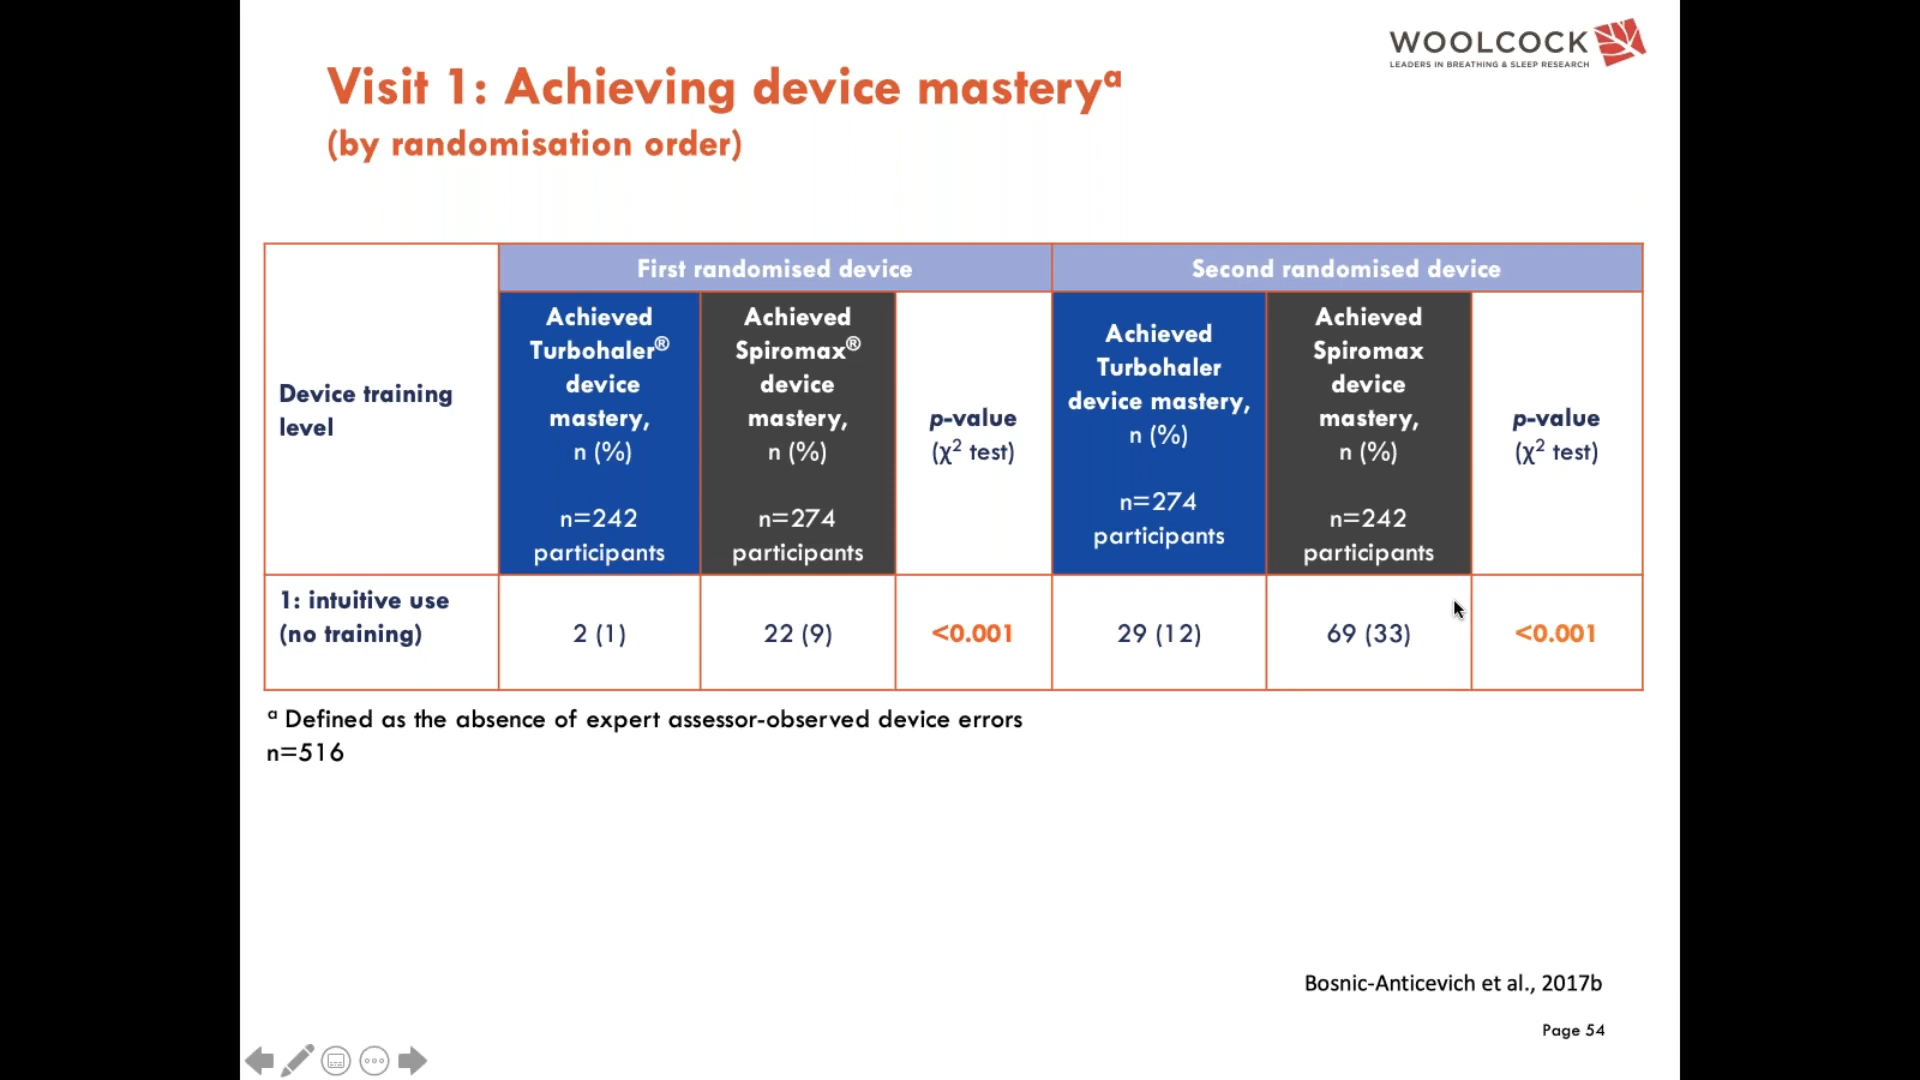 WOOLCOCK
LEADERS IN BREATHING & SLEEP RESEARCH
Visit 1: Achieving device masteryᵃ
(by randomisation order)
First randomised device
Second randomised device
Device training
level
Achieved
Turbohaler®
device
mastery,
n (%)
n=242
participants
Achieved
Spiromax®
device
mastery,
n (%)
n=274
participants
p-value
(χ² test)
Achieved
Turbohaler
device mastery,
n (%)
n=274
participants
Achieved
Spiromax
device
mastery,
n (%)
n=242
participants
p-value
(χ² test)
1: intuitive use
(no training)
2 (1)
22 (9)
<0.001
29 (12)
69 (33)
<0.001
ᵃ Defined as the absence of expert assessor-observed device errors
n=516
Bosnic-Anticevich et al., 2017b
Page 54